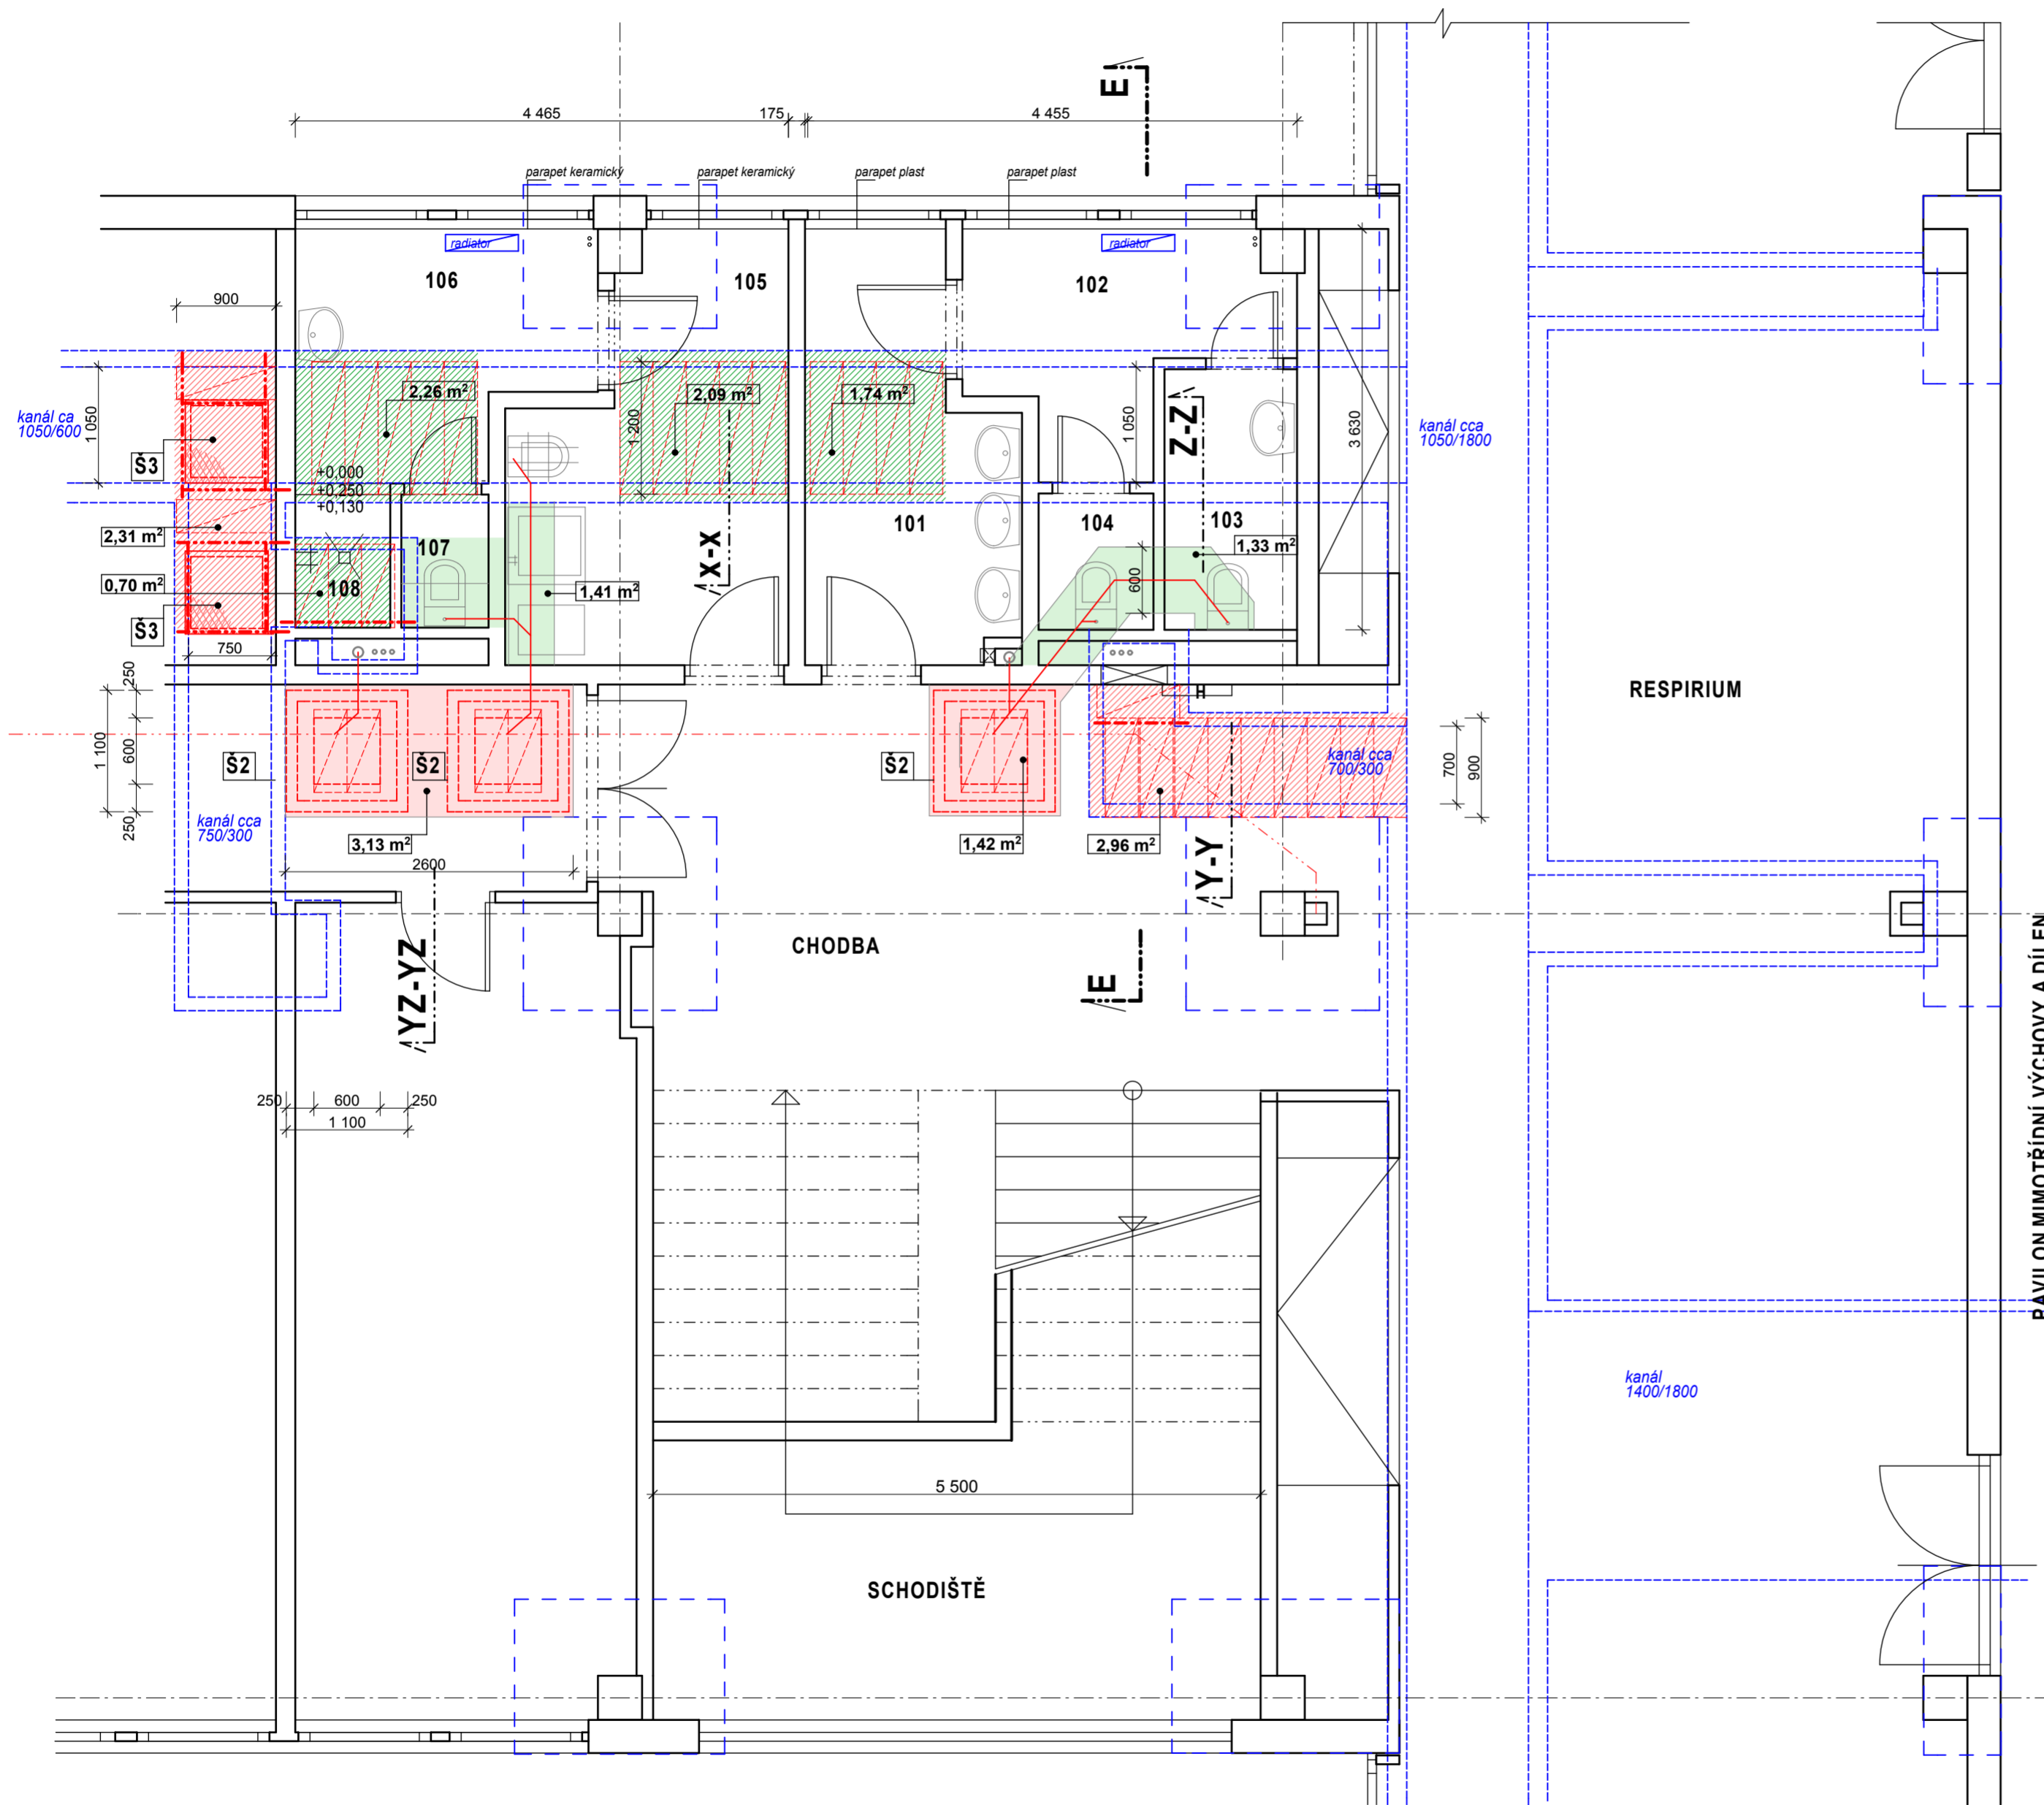 E
4 465
175
4 455
parapet keramický
parapet keramický
parapet plast
parapet plast
radiator
radiator
106
105
102
900
2,26 m²
2,09 m²
1,74 m²
kanál ca
1050/600
1 050
1 200
1 050
Z-Z
3 630
kanál cca
1050/1800
Š3
+0,000
+0,250
+0,130
2,31 m²
107
X-X
101
104
103
1,33 m²
0,70 m²
108
1,41 m²
600
Š3
750
250
1 100
600
250
H
RESPIRIUM
Š2
Š2
Š2
kanál cca
700/300
700
900
kanál cca
750/300
3,13 m²
1,42 m²
2,96 m²
2600
Y-Y
YZ-YZ
CHODBA
E
PAVILON MIMOTŘÍDNÍ VÝCHOVY A DÍLEN
250
600
250
1 100
kanál
1400/1800
5 500
SCHODIŠTĚ